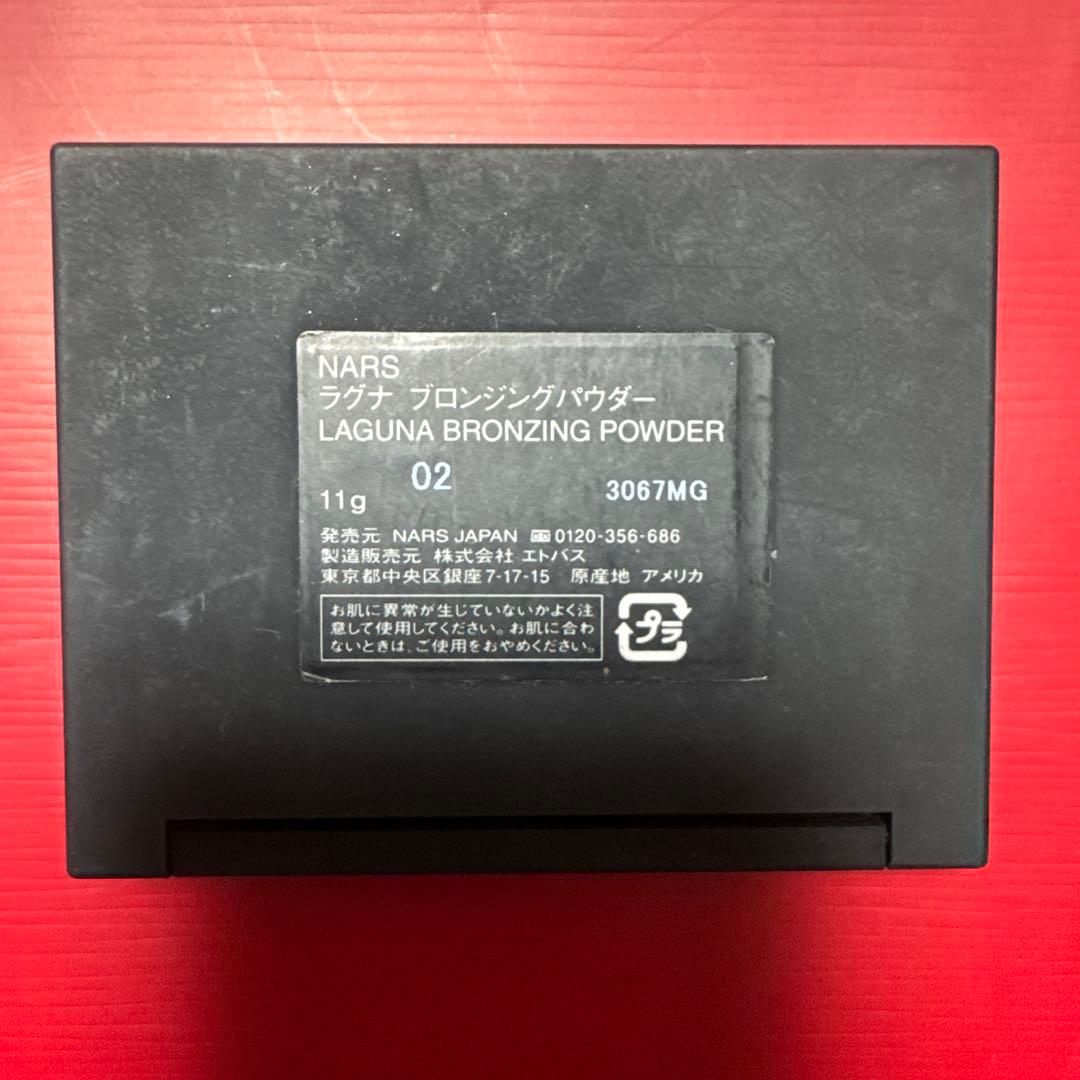 NARS
ラグナ ブロンジングパウダー
LAGUNA BRONZING POWDER
02
11g 3067MG
発売元 NARS JAPAN 0120-356-686
製造販売元 株式会社 エトバス
東京都中央区銀座7-17-15 原産地 アメリカ
お肌に異常が生じていないかよく注
意して使用してください。お肌に合わ
ないときは、ご使用をおやめください。
プラ